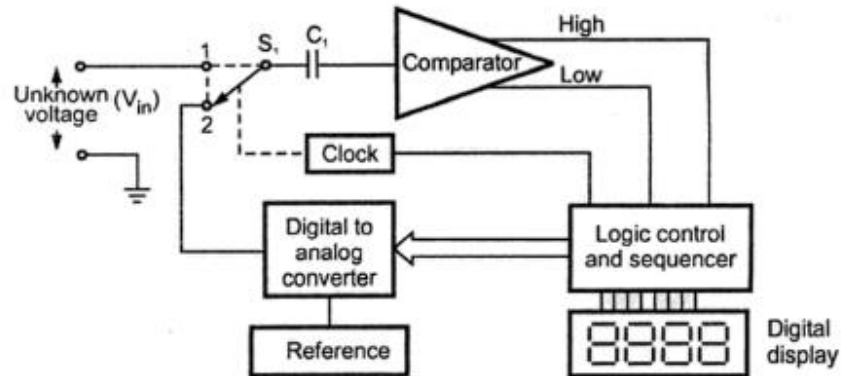 1
S₁
C₁
High
Comparator
Low
Unknown
voltage
(Vin)
2
Clock
Digital to
analog
converter
Logic control
and sequencer
Reference
8888
Digital
display